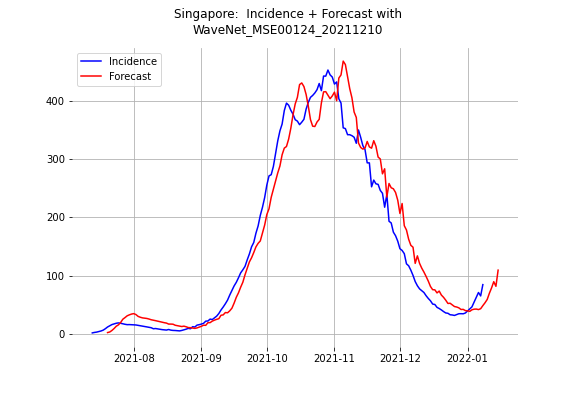 Singapore:  Incidence + Forecast with
WaveNet_MSE00124_20211210
Incidence
Forecast
400
300
200
100
0
2021-08 2021-09 2021-10 2021-11 2021-12 2022-01